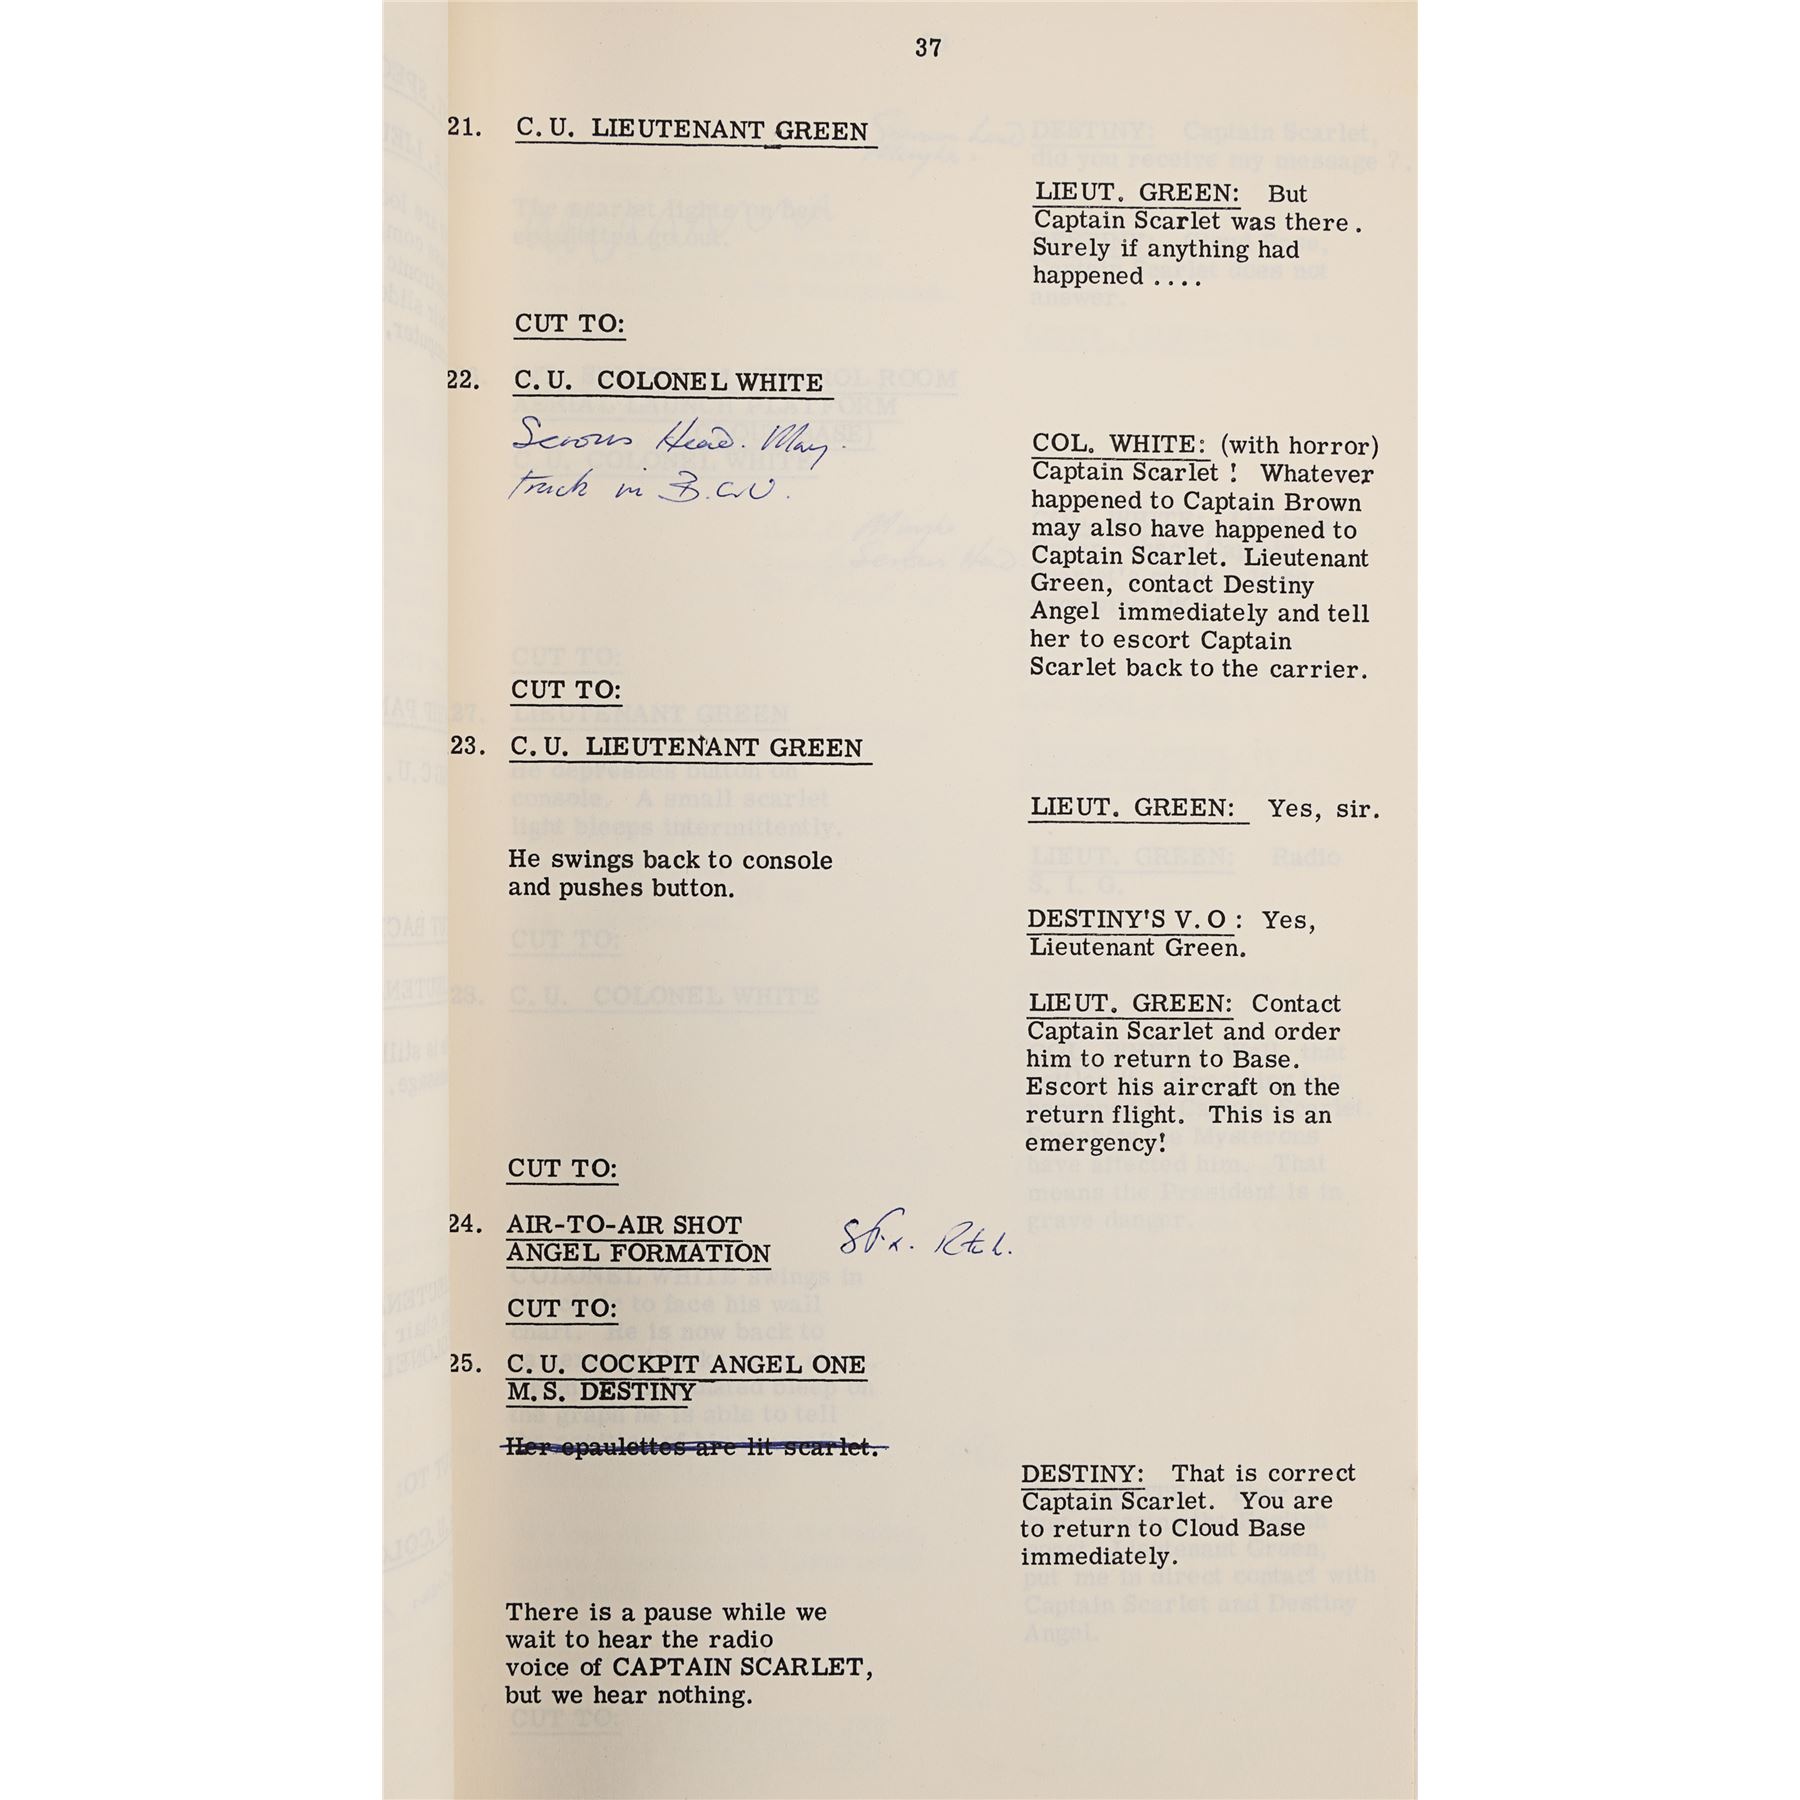 37
21. C.U. LIEUTENANT GREEN
LIEUT. GREEN: But
Captain Scarlet was there.
Surely if anything had
happened ....
CUT TO:
22. C.U. COLONEL WHITE
Serous Head. May
track in B.C.U.
COL. WHITE: (with horror)
Captain Scarlet! Whatever
happened to Captain Brown
may also have happened to
Captain Scarlet. Lieutenant
Green, contact Destiny
Angel immediately and tell
her to escort Captain
Scarlet back to the carrier.
CUT TO:
23. C.U. LIEUTENANT GREEN
LIEUT. GREEN: Yes, sir.
He swings back to console
and pushes button.
DESTINY'S V.O: Yes,
Lieutenant Green.
LIEUT. GREEN: Contact
Captain Scarlet and order
him to return to Base.
Escort his aircraft on the
return flight. This is an
emergency!
CUT TO:
24. AIR-TO-AIR SHOT
ANGEL FORMATION
CUT TO:
25. C.U. COCKPIT ANGEL ONE
M.S. DESTINY
Her epaulettes are lit scarlet.
DESTINY: That is correct
Captain Scarlet. You are
to return to Cloud Base
immediately.
There is a pause while we
wait to hear the radio
voice of CAPTAIN SCARLET,
but we hear nothing.